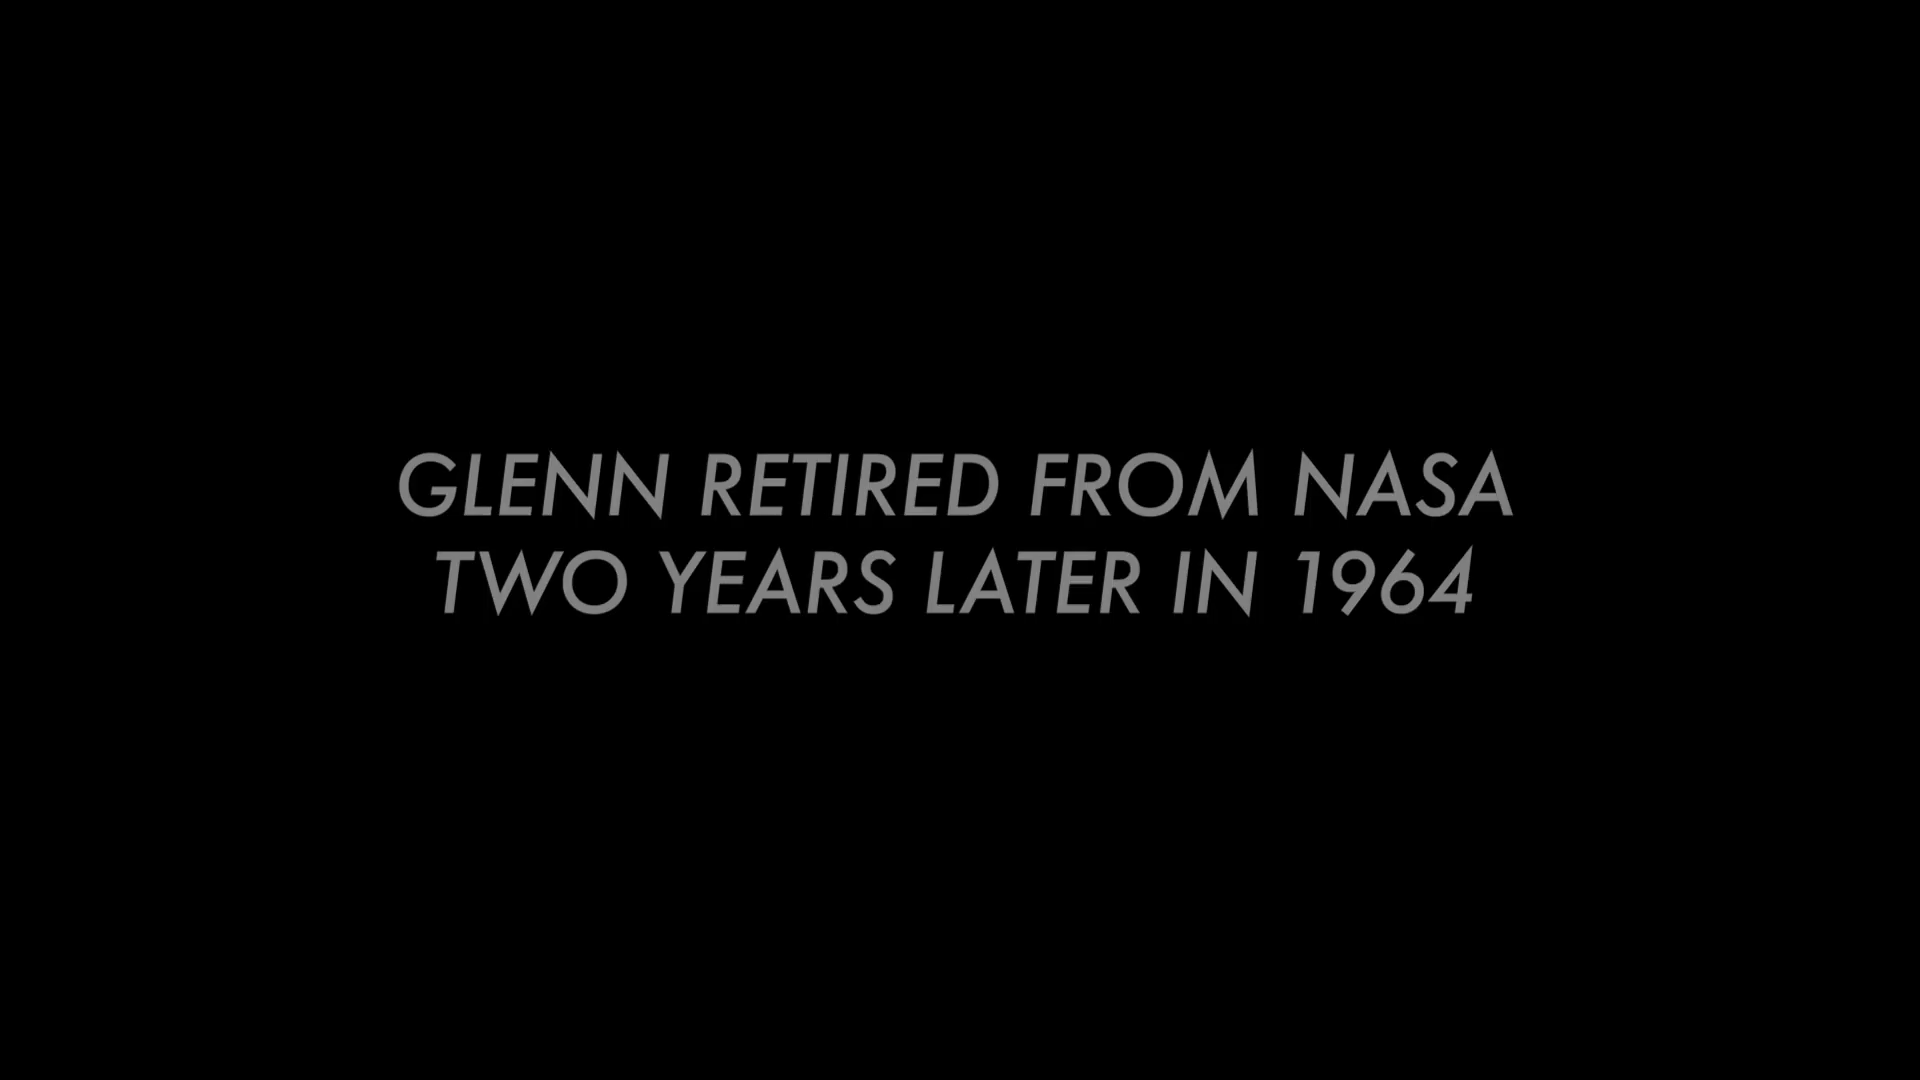 GLENN RETIRED FROM NASA
TWO YEARS LATER IN 1964